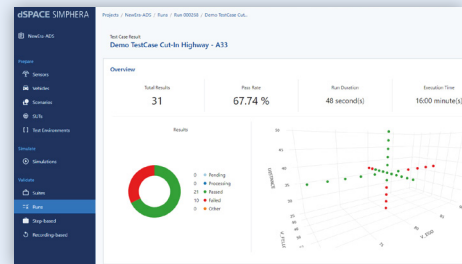 dSPACE SIMPHERA
Projects / NewEra-ADS / Runs / Run 000258 / Demo TestCase Cut...
NewEra-ADS
Test Case Result
Demo TestCase Cut-In Highway - A33
Prepare
Sensors
Vehicles
Scenarios
SUTs
Test Environments
Simulate
Simulations
Validate
Suites
Runs
Step-based
Recording-based
Overview
Total Results
Pass Rate
Run Duration
Execution Time
31
67.74 %
48 second(s)
16:00 minute(s)
Results
0 Pending
0 Processing
21 Passed
10 Failed
0 Other
V_EGO